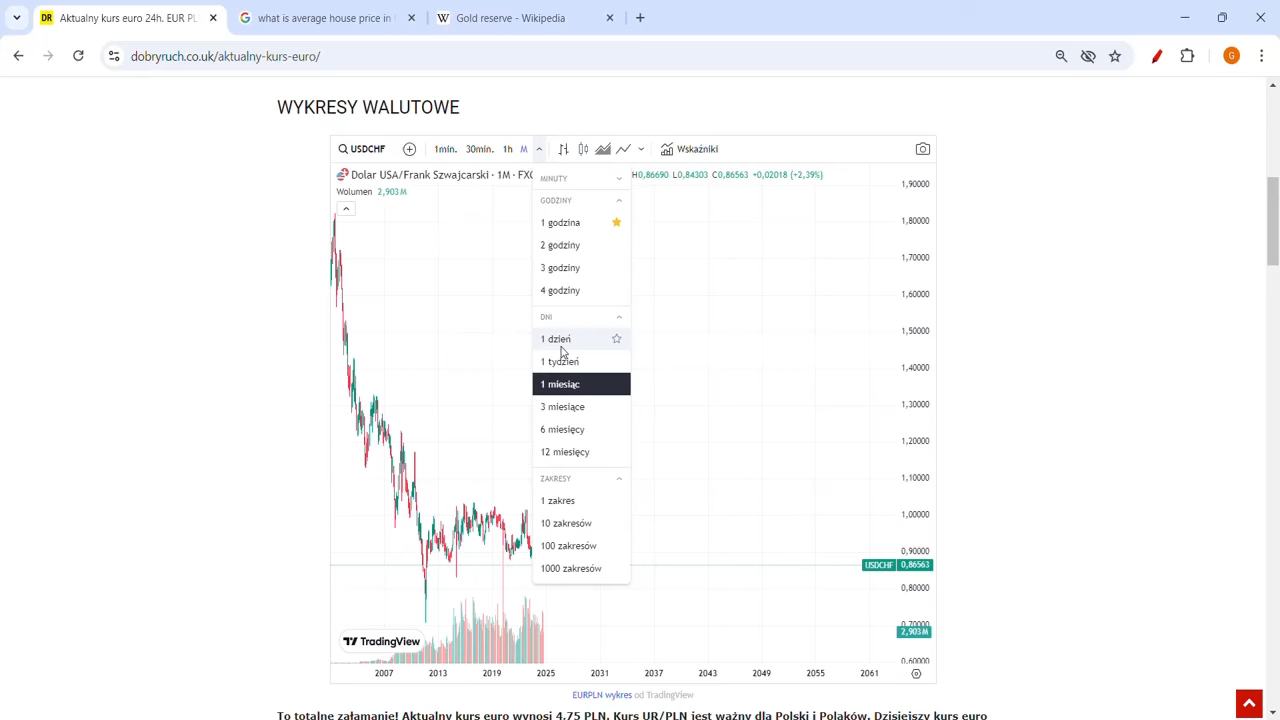 DR Aktualny kurs euro 24h. EUR PL
what is average house price in
W Gold reserve - Wikipedia
dobryruch.co.uk/aktualny-kurs-euro/
G
WYKRESY WALUTOWE
USDCHF 1min. 30min. 1h M Wskaźniki
Dolar USA/Frank Szwajcarski · 1M · FXC H0,86690 L0,84303 C0,86563 +0,02018 (+2,39%)
Wolumen 2,903M
MINUTY
GODZINY
1 godzina
2 godziny
3 godziny
4 godziny
DNI
1 dzień
1 tydzień
1 miesiąc
3 miesiące
6 miesięcy
12 miesięcy
ZAKRESY
1 zakres
10 zakresów
100 zakresów
1000 zakresów
1,90000
1,80000
1,70000
1,60000
1,50000
1,40000
1,30000
1,20000
1,10000
1,00000
0,90000
USDCHF 0,86563
0,80000
0,70000
2,903M
0,60000
TradingView
2007 2013 2019 2025 2031 2037 2043 2049 2055 2061
EURPLN wykres od TradingView
To totalne załamanie! Aktualny kurs euro wynosi 4,75 PLN. Kurs UR/PLN jest ważny dla Polski i Polaków. Dzisiejszy kurs euro